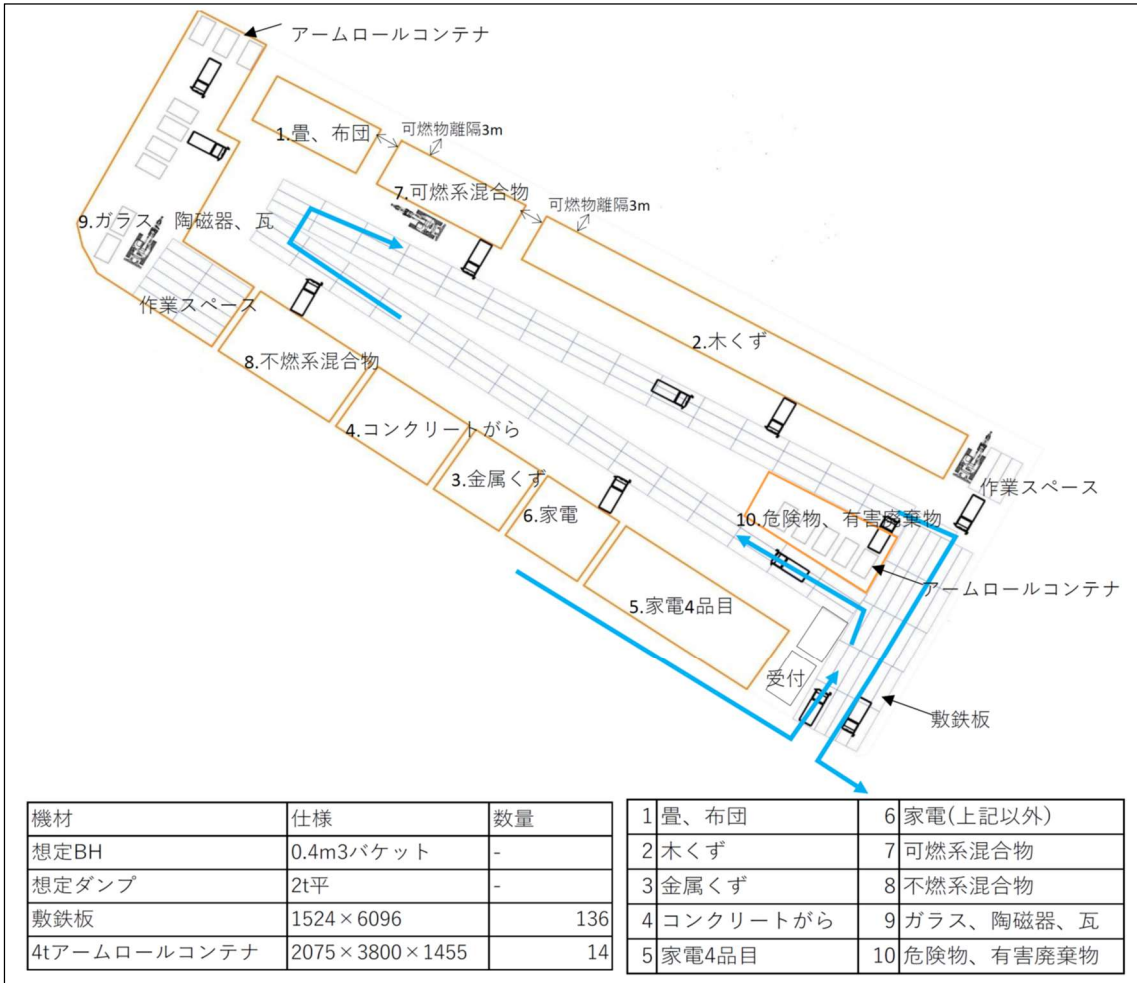 アームロールコンテナ
1.畳、布団
可燃物離隔3m
7.可燃系混合物
可燃物離隔3m
9.ガラス、陶磁器、瓦
作業スペース
8.不燃系混合物
2.木くず
4.コンクリートがら
3.金属くず
作業スペース
6.家電
10.危険物、有害廃棄物
アームロールコンテナ
5.家電4品目
受付
敷鉄板
機材 仕様 数量
想定BH 0.4m3バケット -
想定ダンプ 2t平 -
敷鉄板 1524×6096 136
4tアームロールコンテナ 2075×3800×1455 14
1 畳、布団 6 家電(上記以外)
2 木くず 7 可燃系混合物
3 金属くず 8 不燃系混合物
4 コンクリートがら 9 ガラス、陶磁器、瓦
5 家電4品目 10 危険物、有害廃棄物